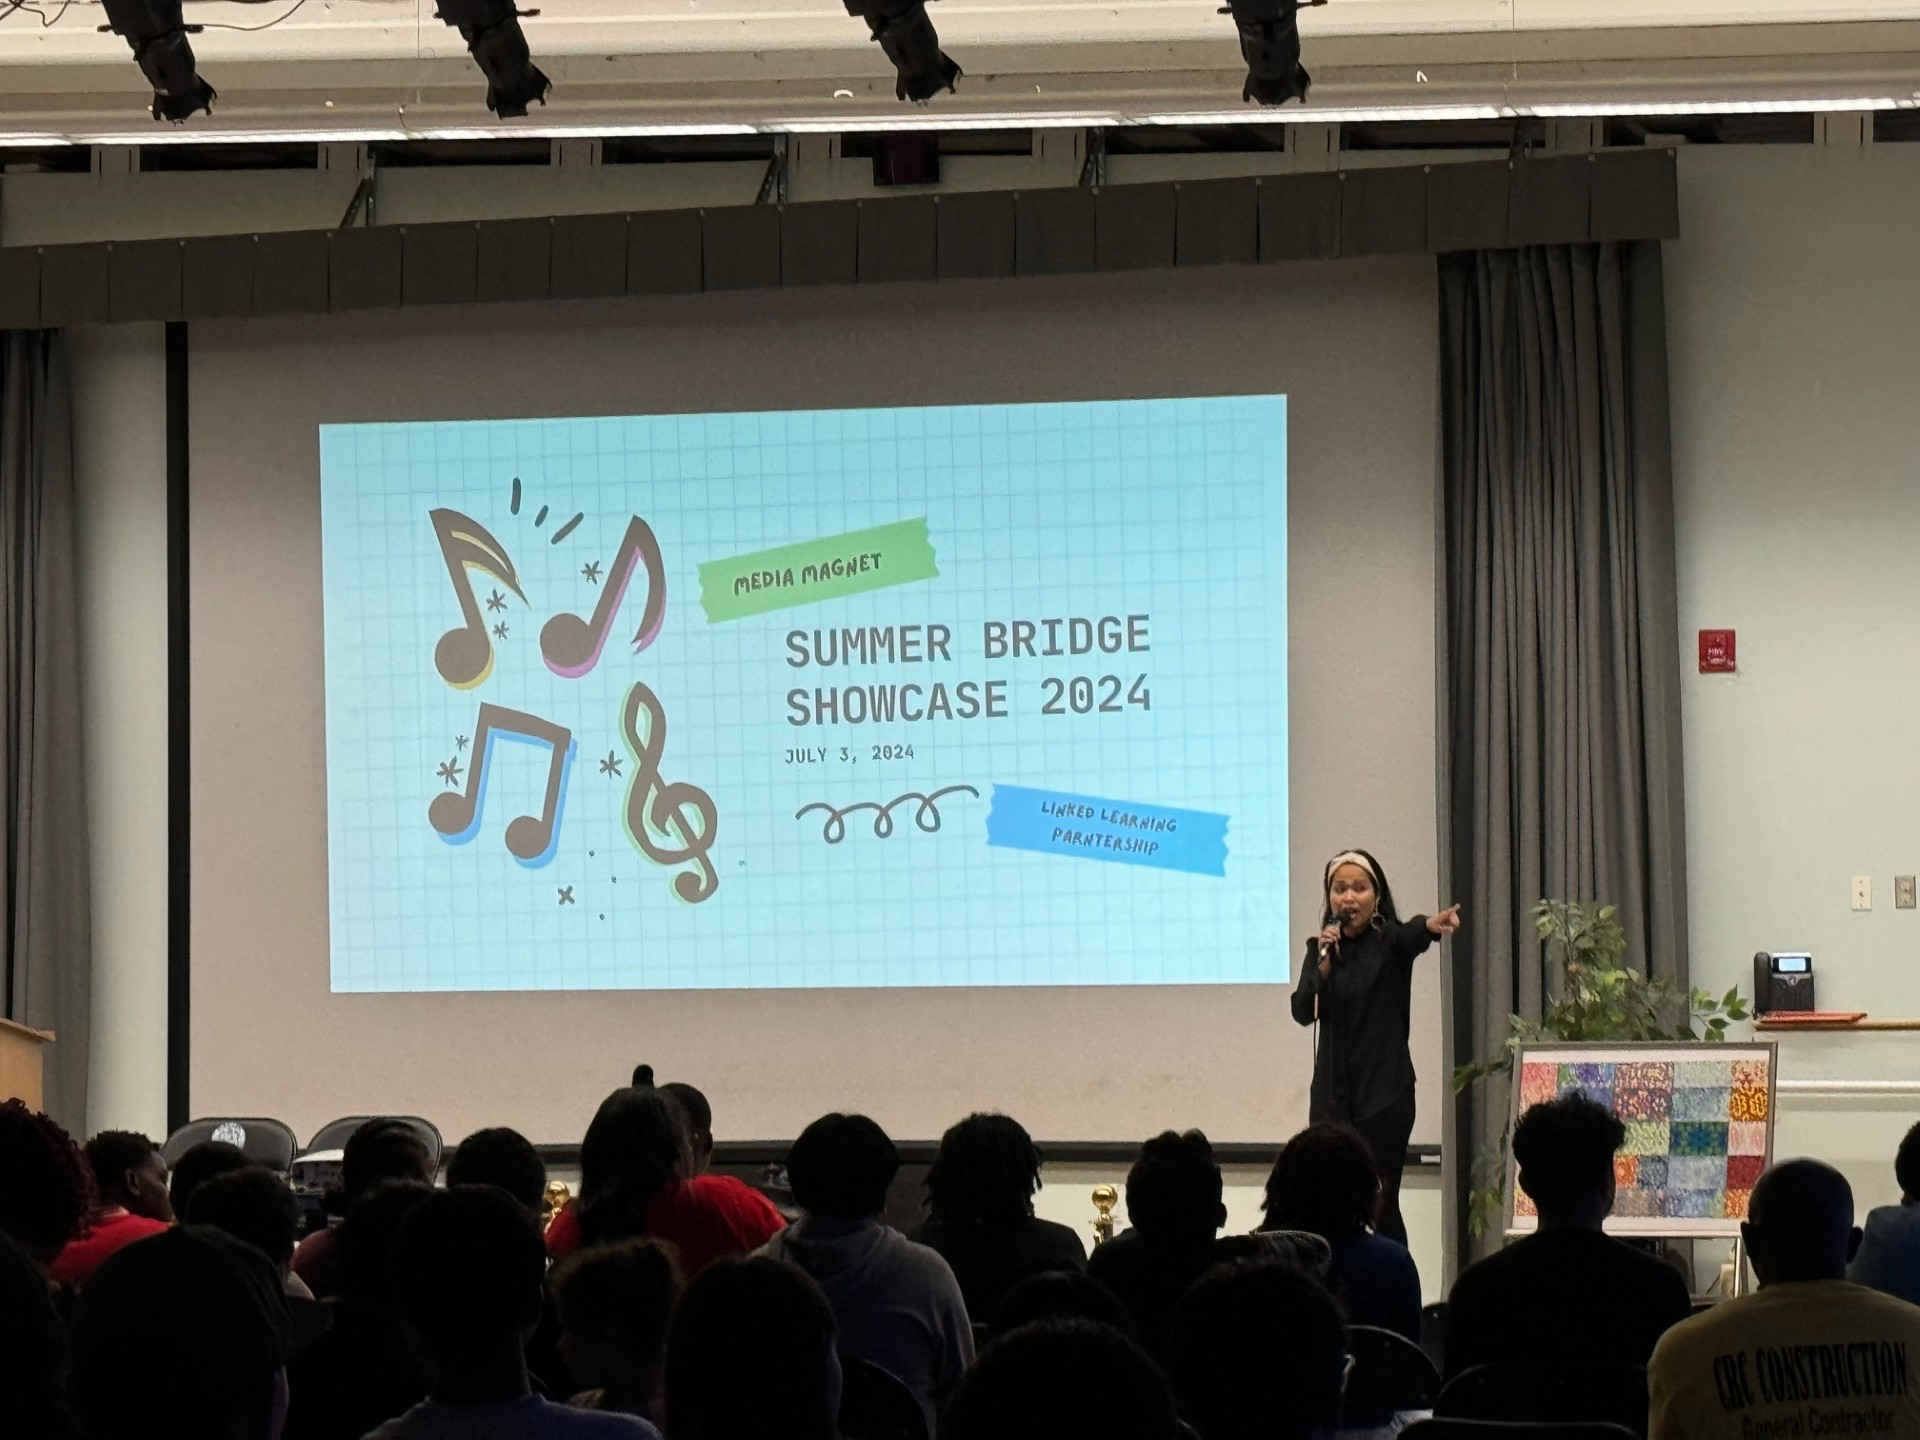 MEDIA MAGNET
SUMMER BRIDGE
SHOWCASE 2024
JULY 3, 2024
LINKED LEARNING
PARNTERSHIP
CRC CONSTRUCTION
General Contractor